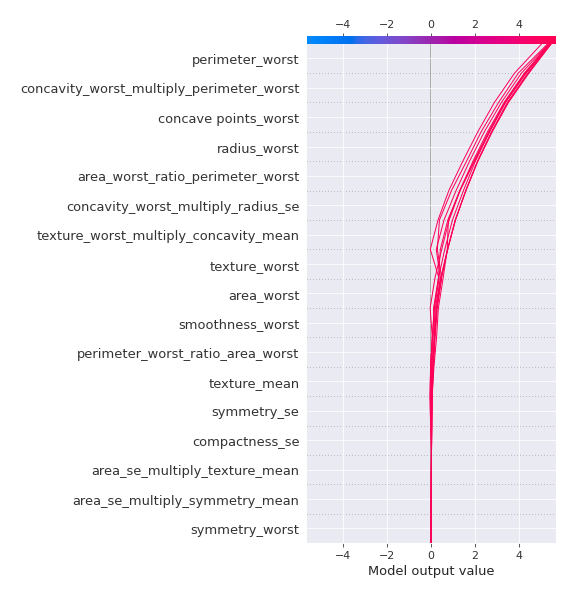 −4 −2 0 2 4
perimeter_worst
concavity_worst_multiply_perimeter_worst
concave points_worst
radius_worst
area_worst_ratio_perimeter_worst
concavity_worst_multiply_radius_se
texture_worst_multiply_concavity_mean
texture_worst
area_worst
smoothness_worst
perimeter_worst_ratio_area_worst
texture_mean
symmetry_se
compactness_se
area_se_multiply_texture_mean
area_se_multiply_symmetry_mean
symmetry_worst
−4 −2 0 2 4
Model output value